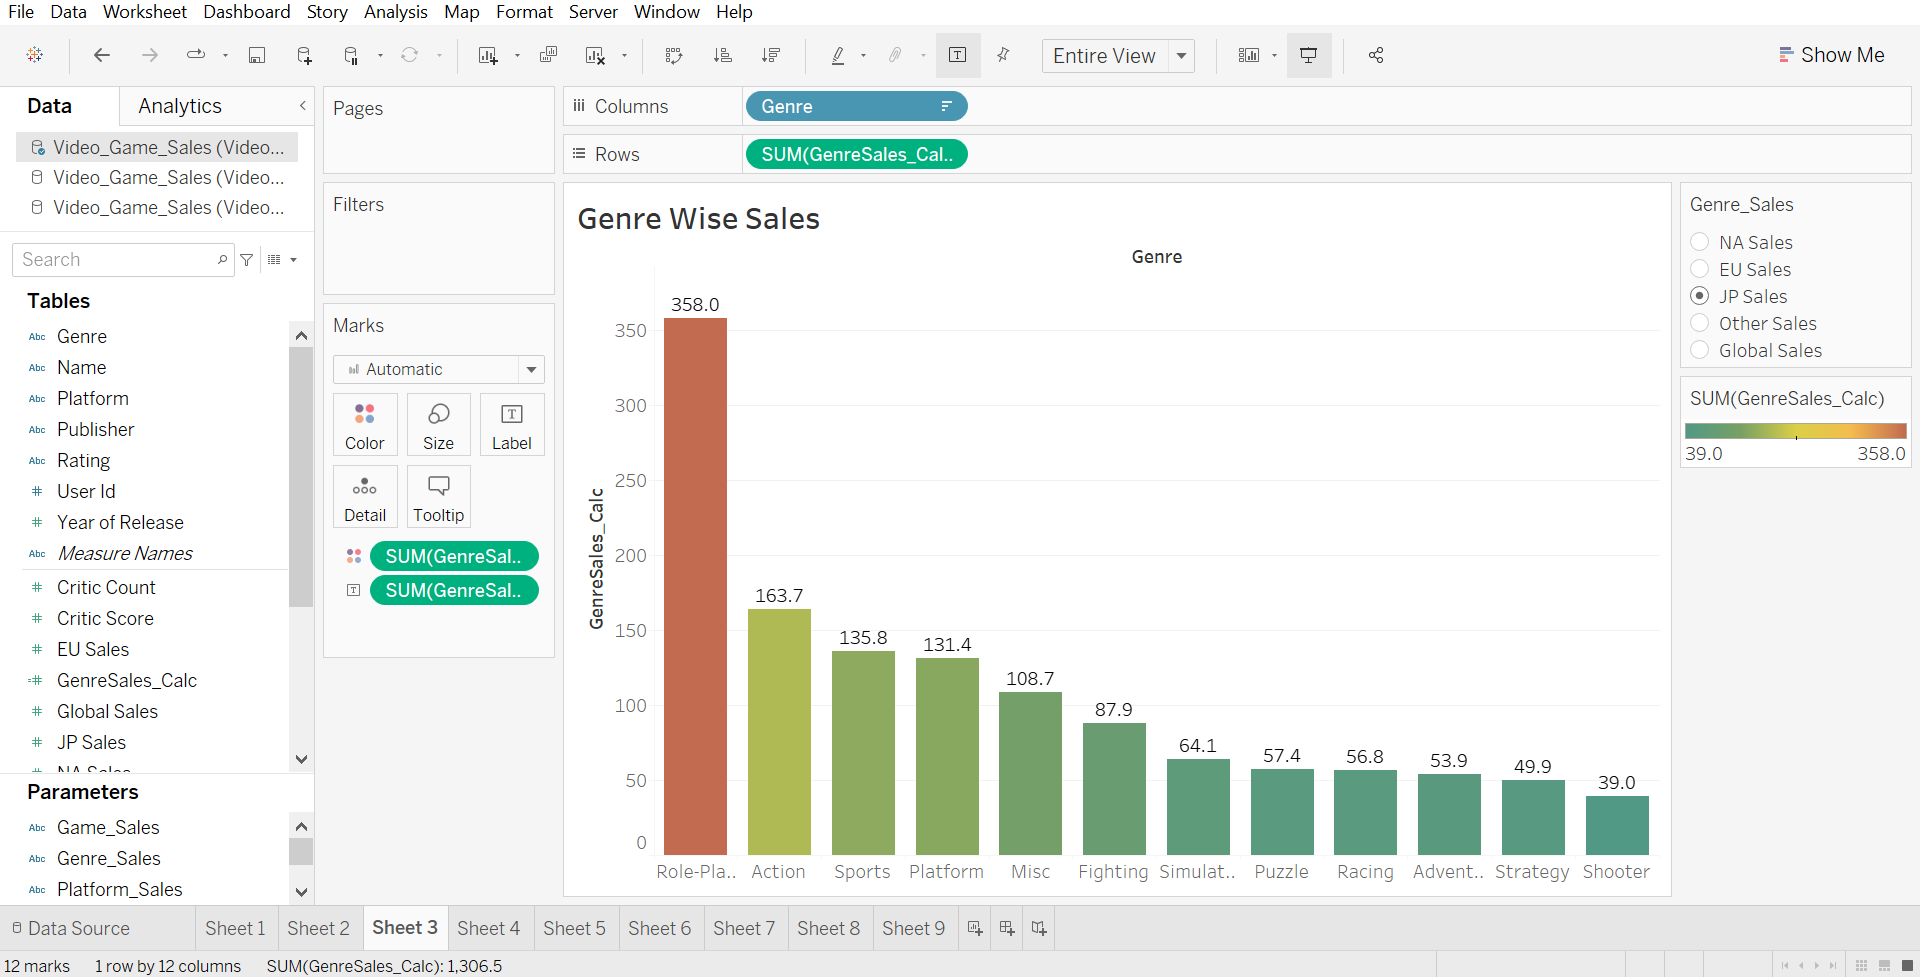 File Data Worksheet Dashboard Story Analysis Map Format Server Window Help
Entire View
Show Me
Data Analytics
Video_Game_Sales (Video...
Video_Game_Sales (Video...
Video_Game_Sales (Video...
Search
Tables
Abc Genre
Abc Name
Abc Platform
Abc Publisher
Abc Rating
# User Id
# Year of Release
Abc Measure Names
# Critic Count
# Critic Score
# EU Sales
=# GenreSales_Calc
# Global Sales
# JP Sales
# NA Sales
Parameters
Abc Game_Sales
Abc Genre_Sales
Abc Platform_Sales
Pages
Filters
Marks
Automatic
Color Size Label
Detail Tooltip
SUM(GenreSal..
SUM(GenreSal..
Columns Genre
Rows SUM(GenreSales_Cal..
Genre Wise Sales
Genre
GenreSales_Calc
350
300
250
200
150
100
50
0
358.0
163.7
135.8
131.4
108.7
87.9
64.1
57.4
56.8
53.9
49.9
39.0
Role-Pla.. Action Sports Platform Misc Fighting Simulat.. Puzzle Racing Advent.. Strategy Shooter
Genre_Sales
NA Sales
EU Sales
JP Sales
Other Sales
Global Sales
SUM(GenreSales_Calc)
39.0 358.0
Data Source Sheet 1 Sheet 2 Sheet 3 Sheet 4 Sheet 5 Sheet 6 Sheet 7 Sheet 8 Sheet 9
12 marks 1 row by 12 columns SUM(GenreSales_Calc): 1,306.5